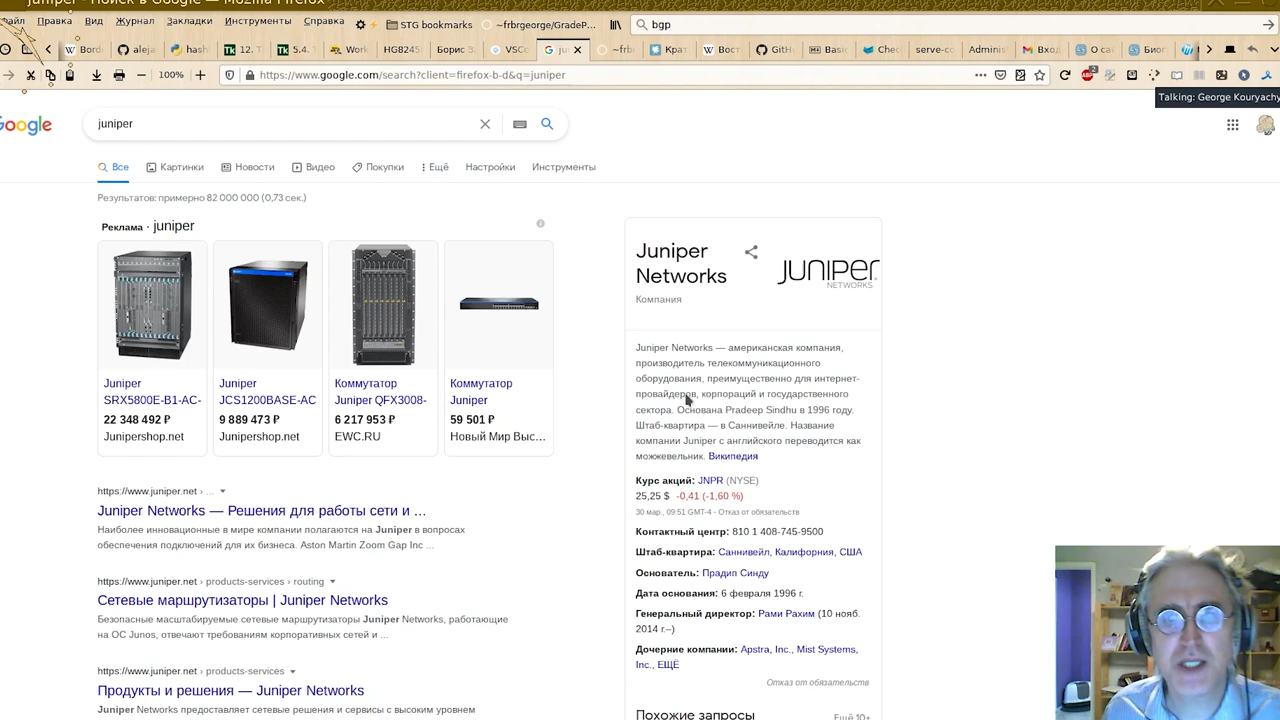 juniper - Поиск в Google — Mozilla Firefox
Правка Вид Журнал Закладки Инструменты Справка STG bookmarks ~frbrgeorge/GradeP... bgp
Bord aleja hash 12. T 5.4. Wor HG8245 Борис З VSC ju ~frb Крат Вост GitH Basi Che serve-co Adminis Вход О са Биог
100% https://www.google.com/search?client=firefox-b-d&q=juniper 2
Talking: George Kouryachy
Google juniper
Все Картинки Новости Видео Покупки Ещё Настройки Инструменты
Результатов: примерно 82 000 000 (0,73 сек.)
Реклама · juniper
Juniper
SRX5800E-B1-AC-
22 348 492 ₽
Junipershop.net
Juniper
JCS1200BASE-AC
9 889 473 ₽
Junipershop.net
Коммутатор
Juniper QFX3008-
6 217 953 ₽
EWC.RU
Коммутатор
Juniper
59 501 ₽
Новый Мир Выс...
https://www.juniper.net › ...
Juniper Networks — Решения для работы сети и ...
Наиболее инновационные в мире компании полагаются на Juniper в вопросах
обеспечения подключений для их бизнеса. Aston Martin Zoom Gap Inc ...
https://www.juniper.net › products-services › routing
Сетевые маршрутизаторы | Juniper Networks
Безопасные масштабируемые сетевые маршрутизаторы Juniper Networks, работающие
на ОС Junos, отвечают требованиям корпоративных сетей и ...
https://www.juniper.net › products-services
Продукты и решения — Juniper Networks
Juniper Networks предоставляет сетевые решения и сервисы с высоким уровнем
Juniper
Networks
Компания
JUNIPER
NETWORKS
Juniper Networks — американская компания,
производитель телекоммуникационного
оборудования, преимущественно для интернет-
провайдеров, корпораций и государственного
сектора. Основана Pradeep Sindhu в 1996 году.
Штаб-квартира — в Саннивейле. Название
компании Juniper с английского переводится как
можжевельник. Википедия
Курс акций: JNPR (NYSE)
25,25 $ -0,41 (-1,60 %)
30 мар., 09:51 GMT-4 - Отказ от обязательств
Контактный центр: 810 1 408-745-9500
Штаб-квартира: Саннивейл, Калифорния, США
Основатель: Прадип Синду
Дата основания: 6 февраля 1996 г.
Генеральный директор: Рами Рахим (10 нояб.
2014 г.–)
Дочерние компании: Apstra, Inc., Mist Systems,
Inc., ЕЩЁ
Отказ от обязательств
Похожие запросы Ещё 10+